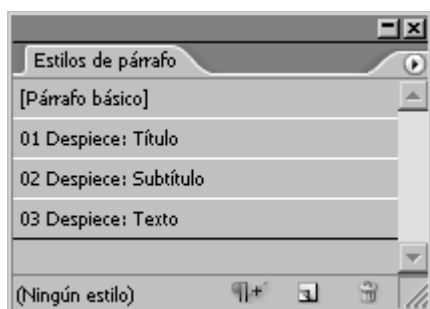 Estilos de párrafo
[Párrafo básico]
01 Despiece: Título
02 Despiece: Subtítulo
03 Despiece: Texto
(Ningún estilo)